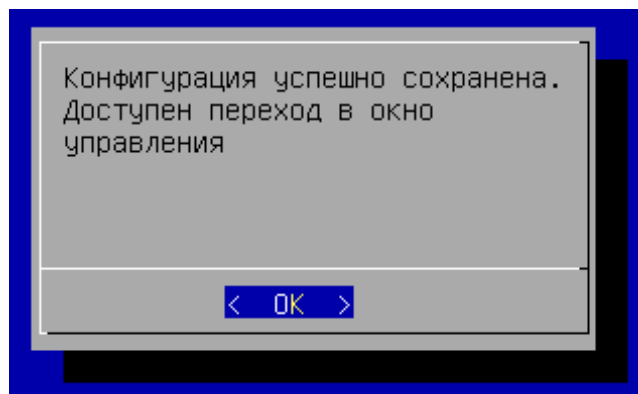 Конфигурация успешно сохранена.
Доступен переход в окно
управления
< OK >